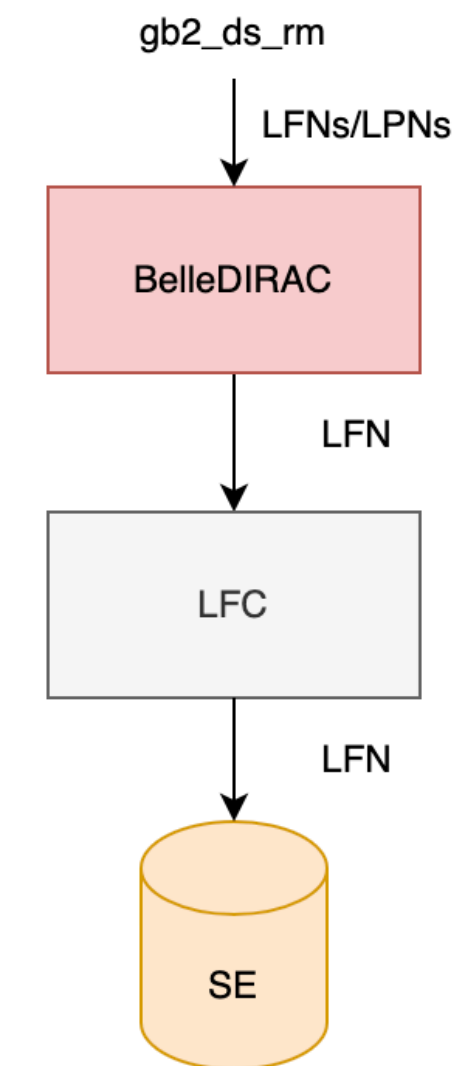 gb2_ds_rm
LFNs/LPNs
BelleDIRAC
LFN
LFC
LFN
SE